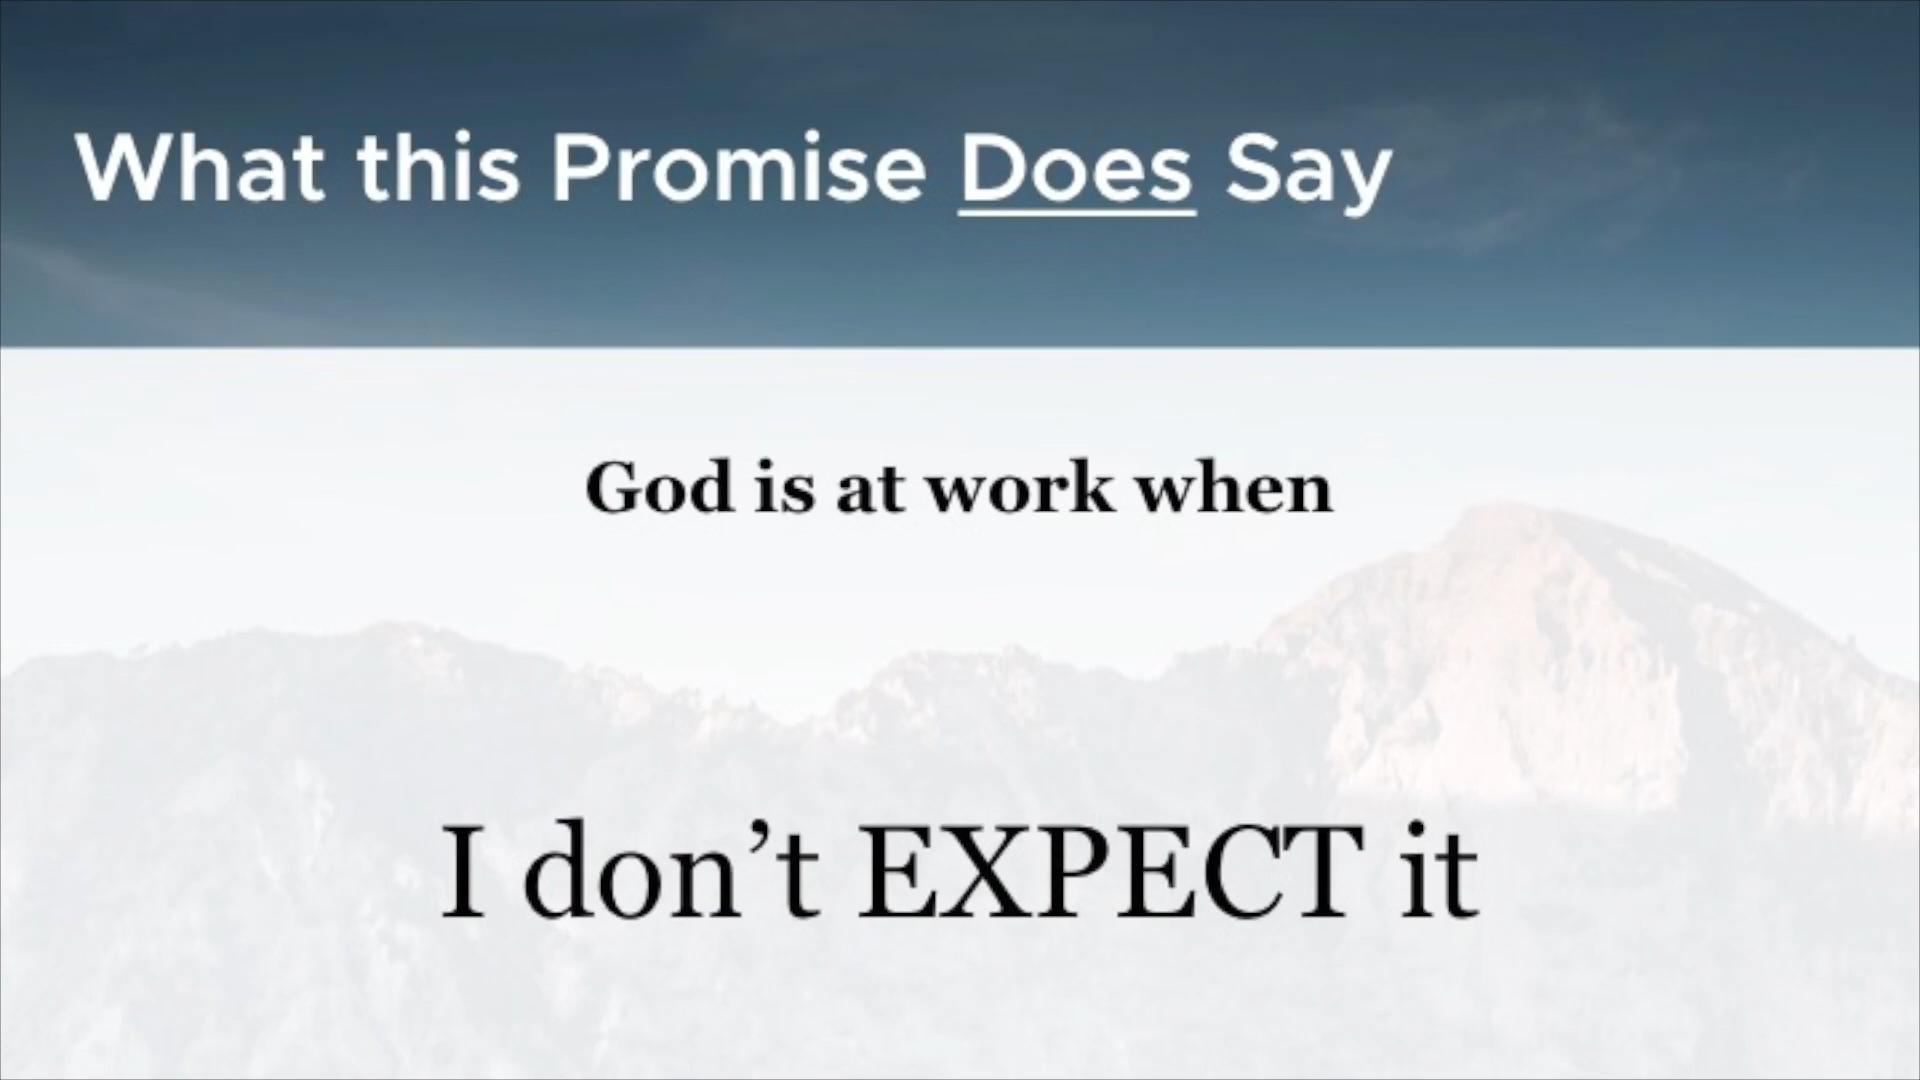 What this Promise Does Say
God is at work when
I don’t EXPECT it